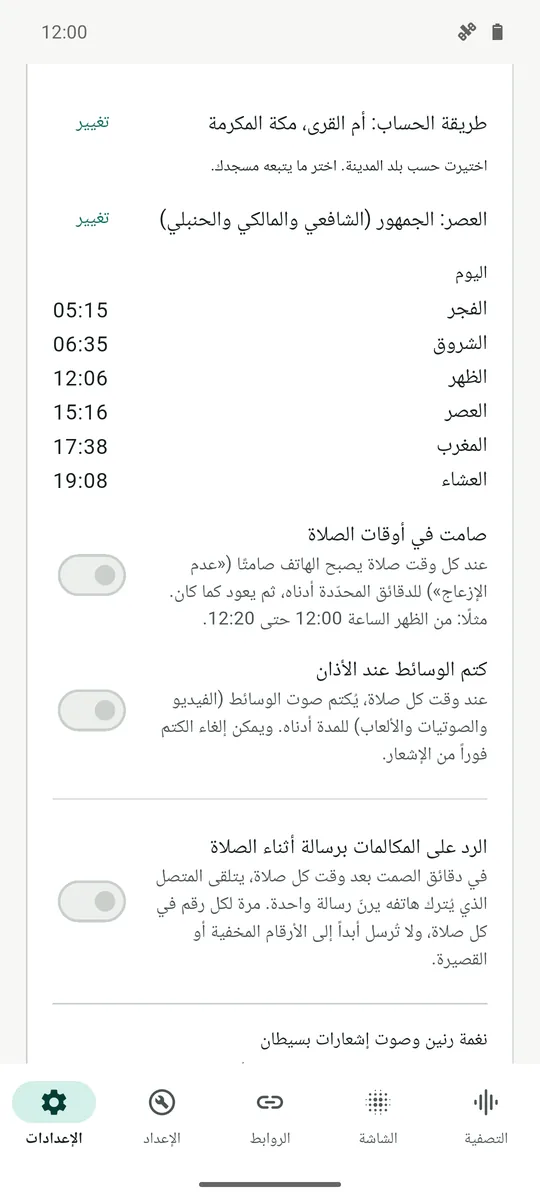 12:00
طريقة الحساب: أم القرى، مكة المكرمة
تغيير
اختيرت حسب بلد المدينة. اختر ما يتبعه مسجدك.
العصر: الجمهور (الشافعي والمالكي والحنبلي)
تغيير
اليوم
الفجر 05:15
الشروق 06:35
الظهر 12:06
العصر 15:16
المغرب 17:38
العشاء 19:08
صامت في أوقات الصلاة
عند كل وقت صلاة يصبح الهاتف صامتًا («عدم
الإزعاج») للدقائق المحدّدة أدناه، ثم يعود كما كان.
مثلًا: من الظهر الساعة 12:00 حتى 12:20.
كتم الوسائط عند الأذان
عند وقت كل صلاة، يُكتم صوت الوسائط (الفيديو
والصوتيات والألعاب) للمدة أدناه. ويمكن إلغاء الكتم
فوراً من الإشعار.
الرد على المكالمات برسالة أثناء الصلاة
في دقائق الصمت بعد وقت كل صلاة، يتلقى المتصل
الذي يُترك هاتفه يرنّ رسالة واحدة. مرة لكل رقم في
كل صلاة، ولا تُرسل أبداً إلى الأرقام المخفية أو
القصيرة.
نغمة رنين وصوت إشعارات بسيطان
التصفية
الشاشة
الروابط
الإعداد
الإعدادات